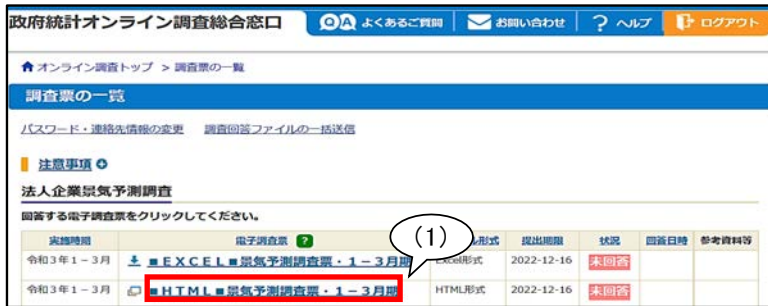 政府統計オンライン調査総合窓口 QA よくあるご質問 お問い合わせ ? ヘルプ ログアウト
オンライン調査トップ > 調査票の一覧
調査票の一覧
パスワード・連絡先情報の変更 調査回答ファイルの一括送信
注意事項
法人企業景気予測調査
回答する電子調査票をクリックしてください。
(1)
実施時期 電子調査票 ? ル形式 提出期限 状況 回答日時 参考資料等
令和3年1-3月 ■EXCEL■景気予測調査票・1-3月期 Excel形式 2022-12-16 未回答
令和3年1-3月 ■HTML■景気予測調査票・1-3月期 HTML形式 2022-12-16 未回答